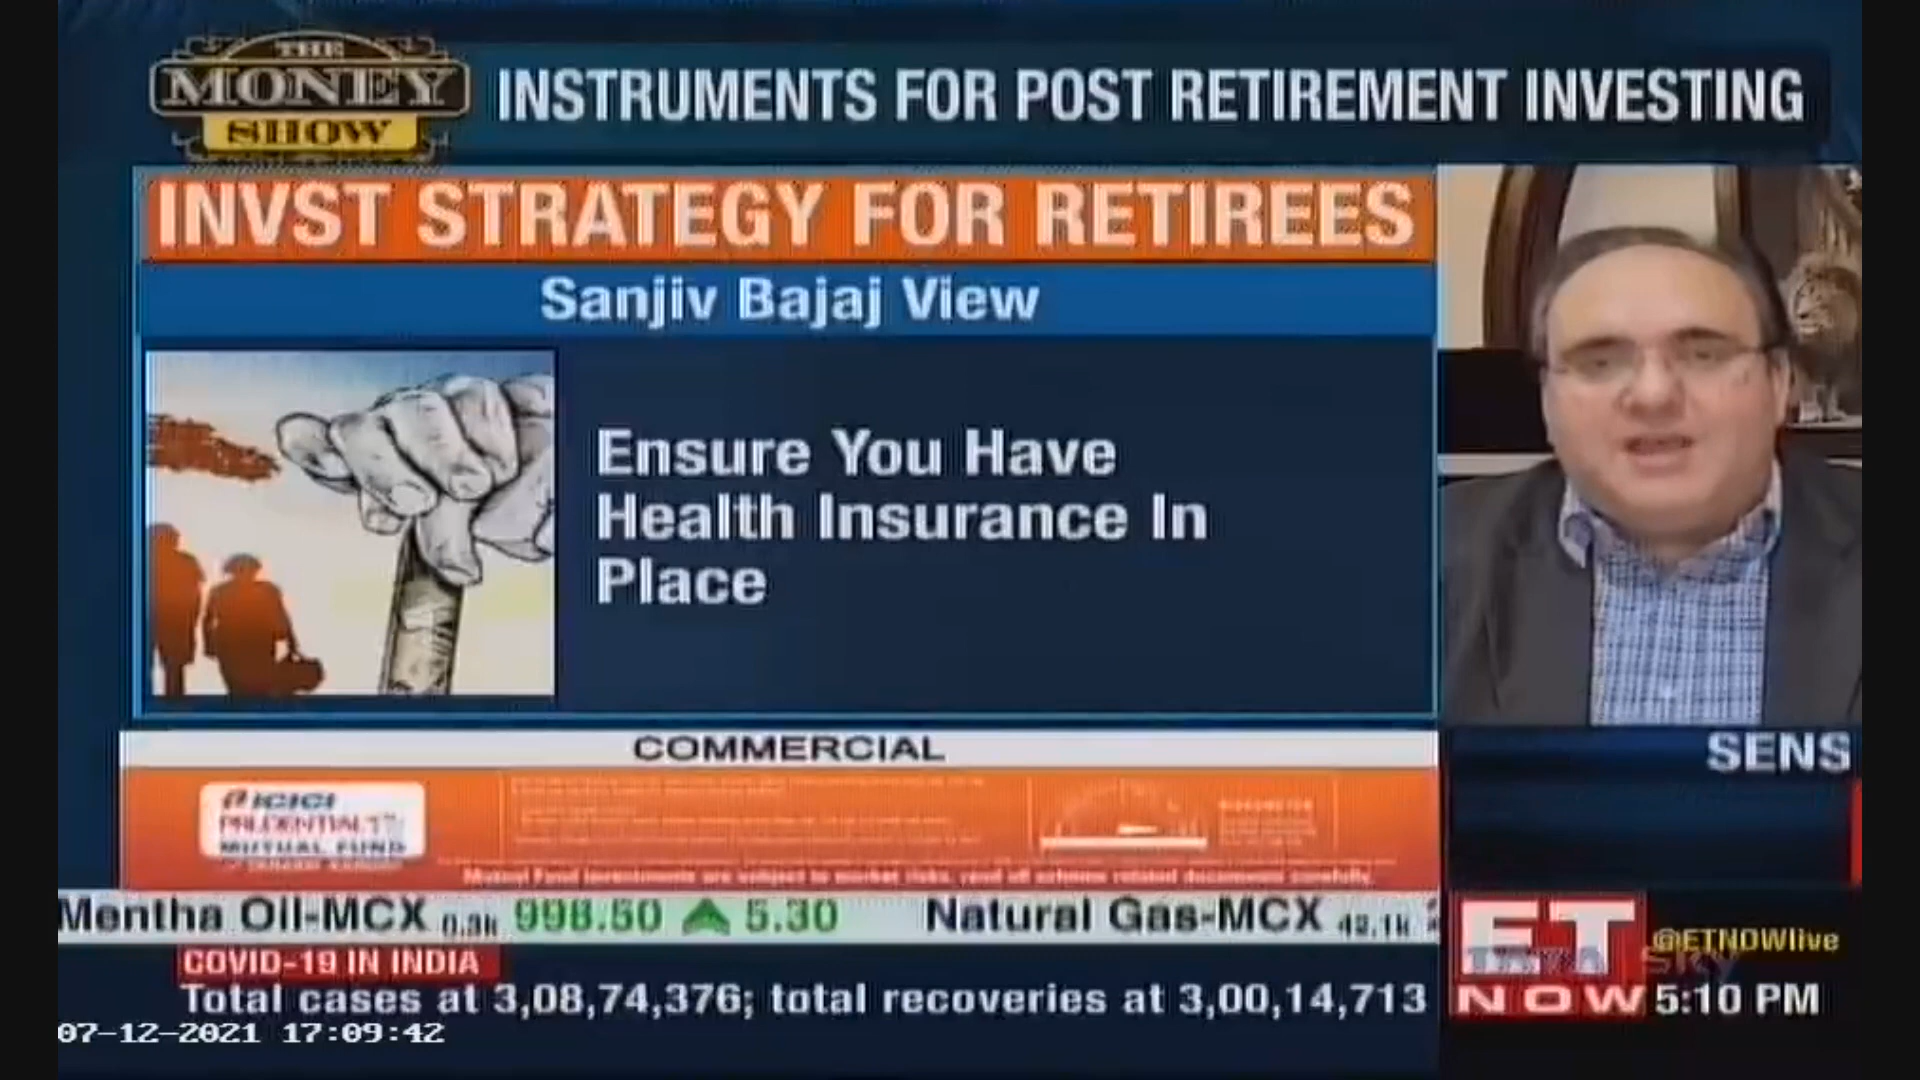 THE
MONEY
SHOW
INSTRUMENTS FOR POST RETIREMENT INVESTING
INVST STRATEGY FOR RETIREES
Sanjiv Bajaj View
Ensure You Have
Health Insurance In
Place
COMMERCIAL
ICICI
PRUDENTIAL
MUTUAL FUND
Mutual Fund investments are subject to market risks, read all scheme related documents carefully.
SENS
Mentha Oil-MCX 0.3k 998.50 5.30 Natural Gas-MCX 42.1k
ET
NOW
@ETNOWlive
COVID-19 IN INDIA
Total cases at 3,08,74,376; total recoveries at 3,00,14,713
5:10 PM
07-12-2021 17:09:42